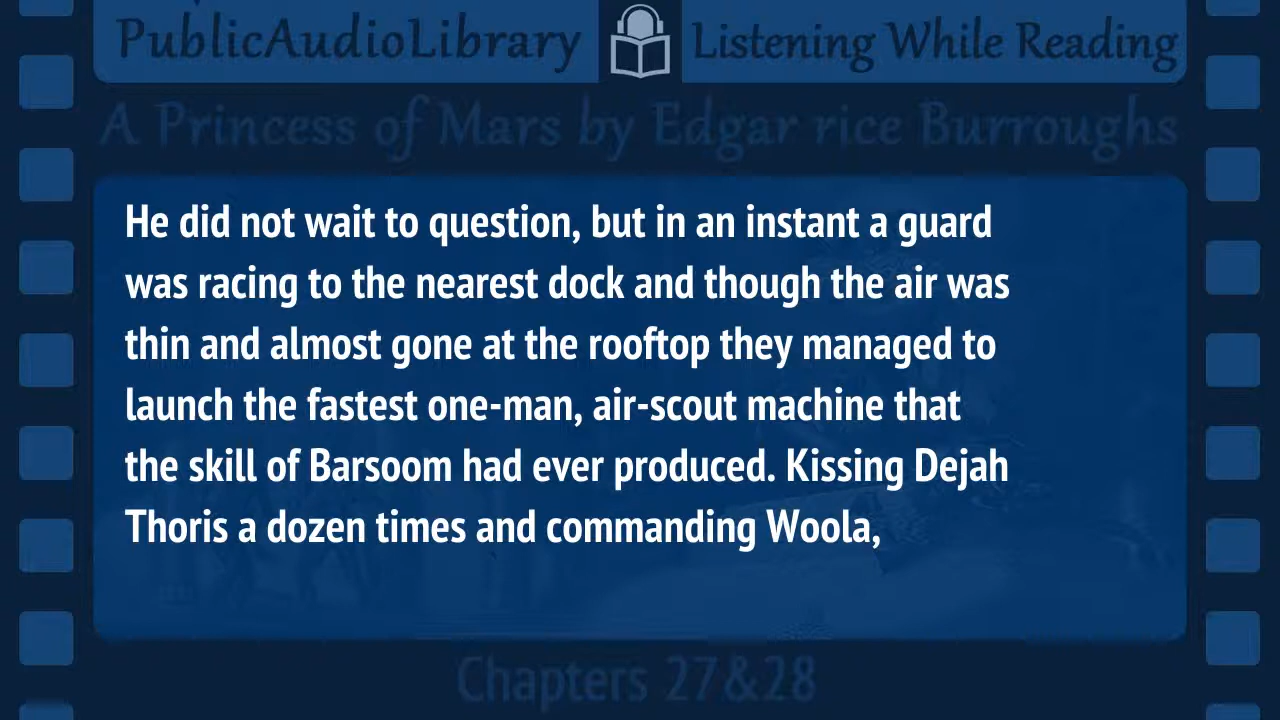 PublicAudioLibrary Listening While Reading
A Princess of Mars by Edgar rice Burroughs
He did not wait to question, but in an instant a guard
was racing to the nearest dock and though the air was
thin and almost gone at the rooftop they managed to
launch the fastest one-man, air-scout machine that
the skill of Barsoom had ever produced. Kissing Dejah
Thoris a dozen times and commanding Woola,
Chapters 27&28